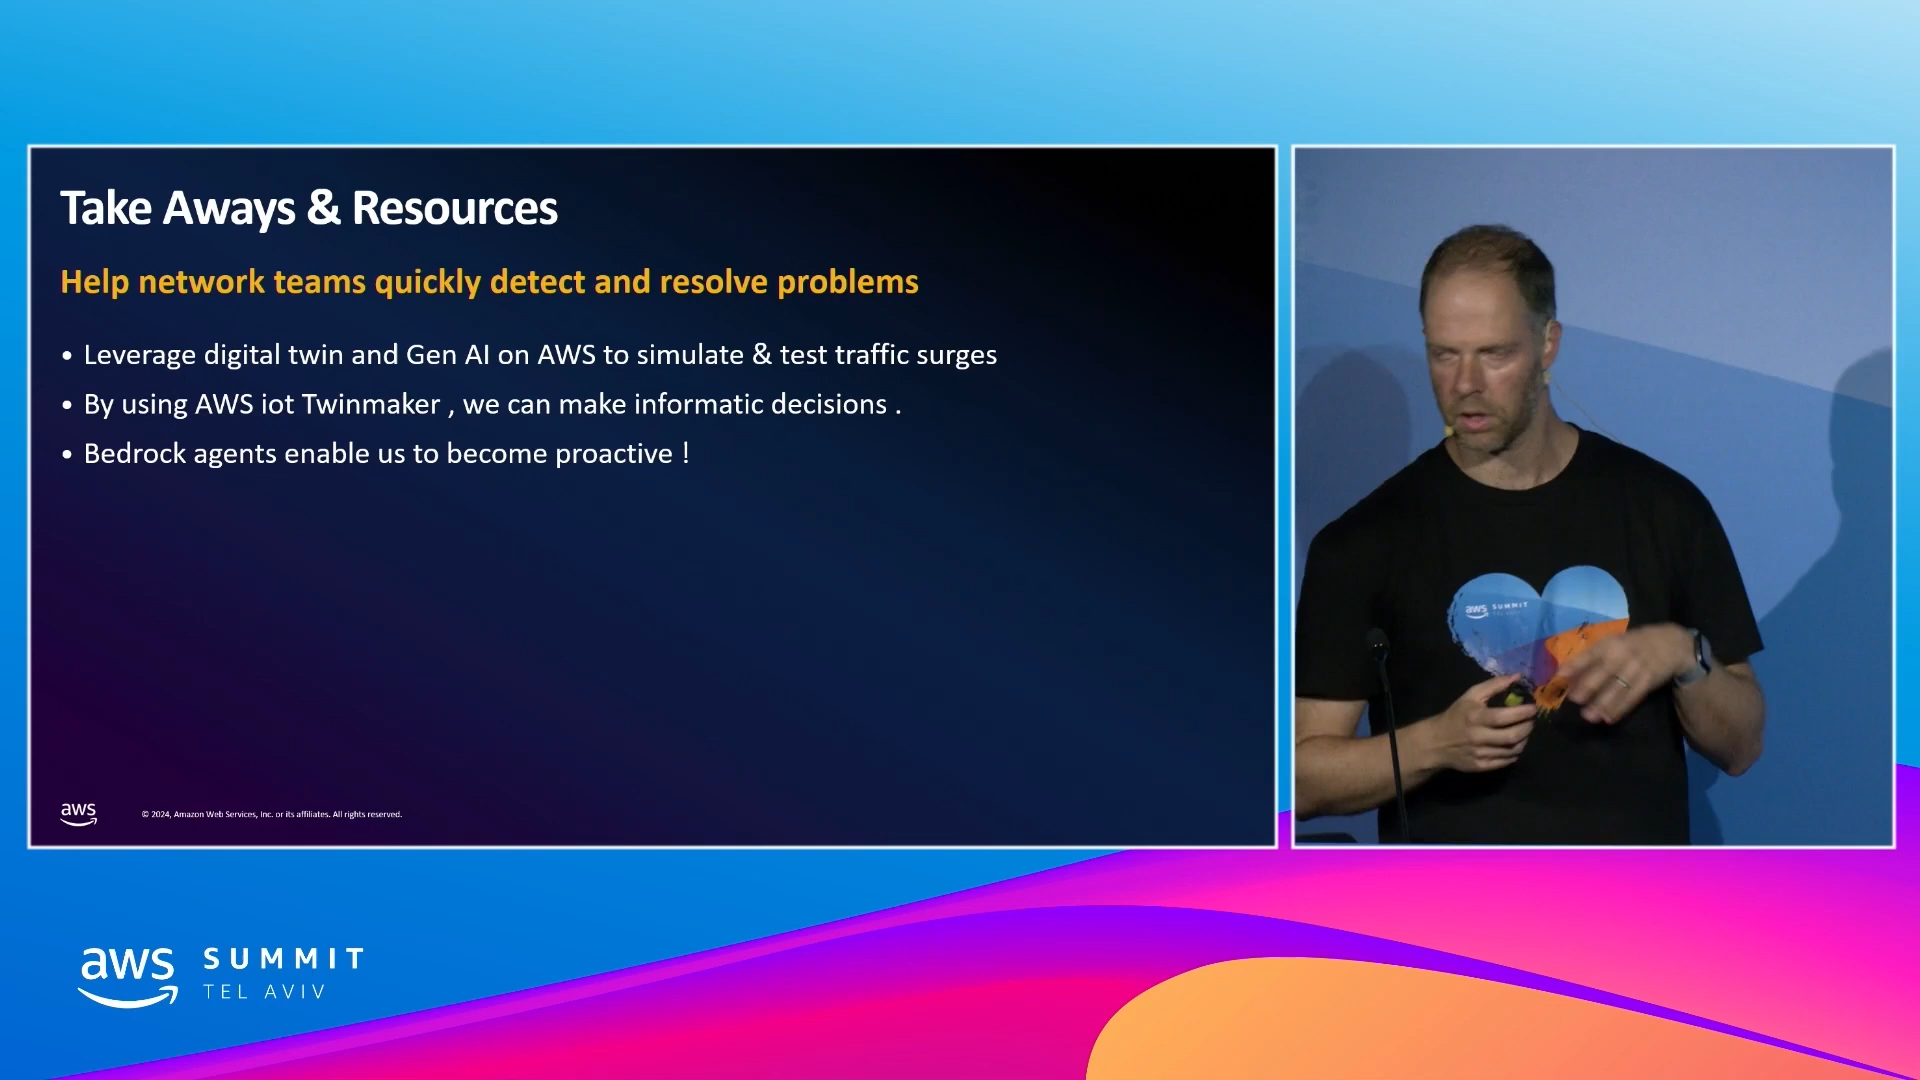 Take Aways & Resources
Help network teams quickly detect and resolve problems
• Leverage digital twin and Gen AI on AWS to simulate & test traffic surges
• By using AWS iot Twinmaker , we can make informatic decisions .
• Bedrock agents enable us to become proactive !
aws
© 2024, Amazon Web Services, Inc. or its affiliates. All rights reserved.
aws SUMMIT
aws SUMMIT
TEL AVIV